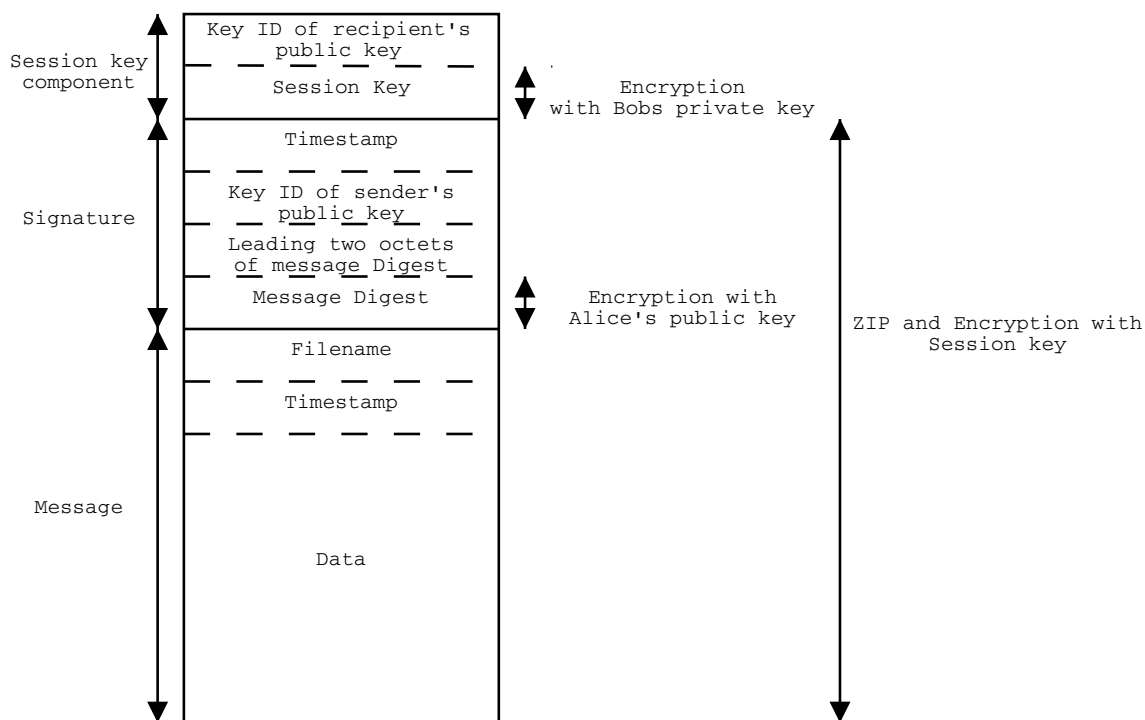 Key ID of recipient's
public key
Session key
component
Session Key
Encryption
with Bobs private key
Timestamp
Key ID of sender's
public key
Signature
Leading two octets
of message Digest
Message Digest
Encryption with
Alice's public key
ZIP and Encryption with
Session key
Filename
Timestamp
Message
Data